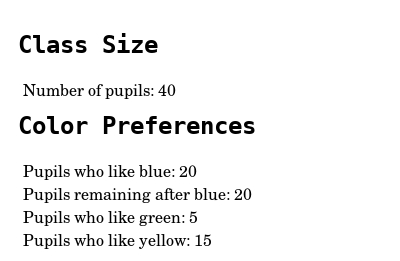 Class Size
Number of pupils: 40
Color Preferences
Pupils who like blue: 20
Pupils remaining after blue: 20
Pupils who like green: 5
Pupils who like yellow: 15